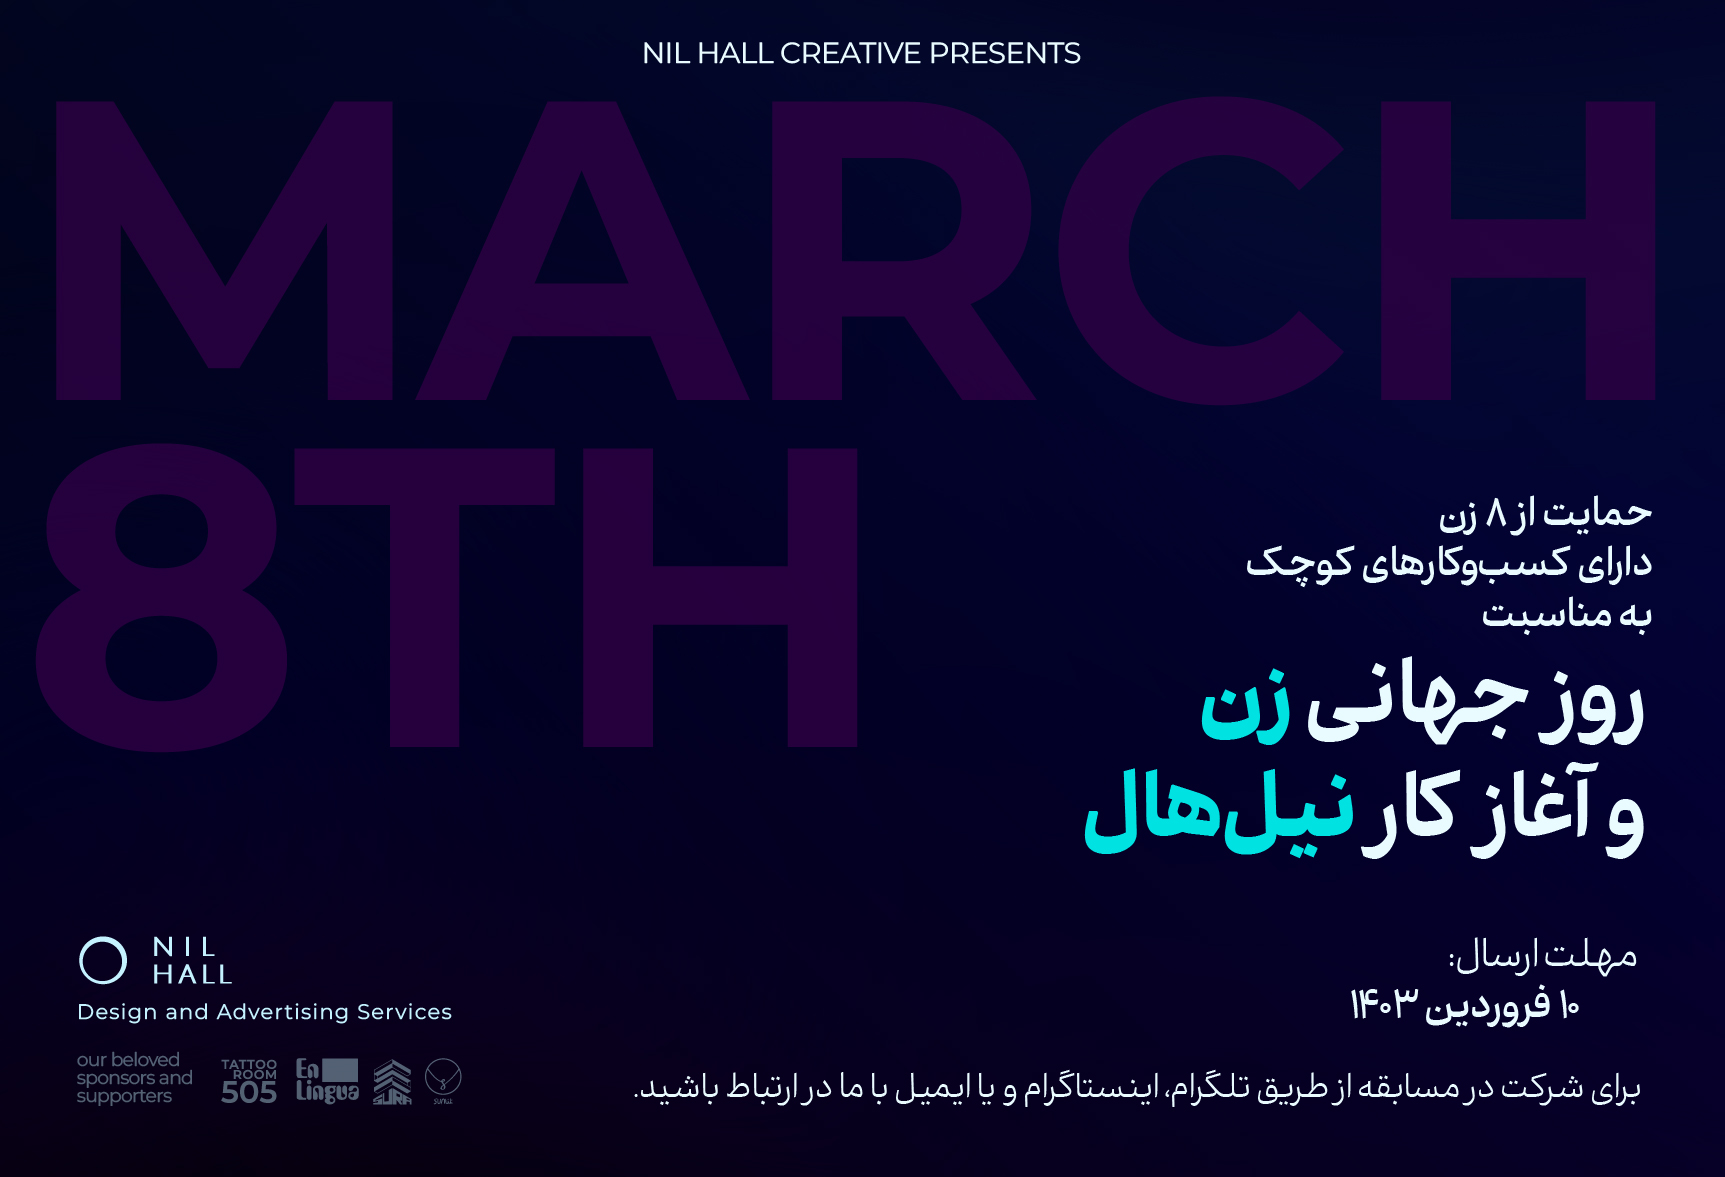 NIL HALL CREATIVE PRESENTS
MARCH
8TH
حمایت از ۸ زن
دارای کسب‌وکارهای کوچک
به مناسبت
روز جهانی زن
و آغاز کار نیل‌هال
مهلت ارسال:
۱۰ فروردین ۱۴۰۳
برای شرکت در مسابقه از طریق تلگرام، اینستاگرام و یا ایمیل با ما در ارتباط باشید.
NIL
HALL
Design and Advertising Services
our beloved
sponsors and
supporters
TATTOO
ROOM
505
En
Lingua